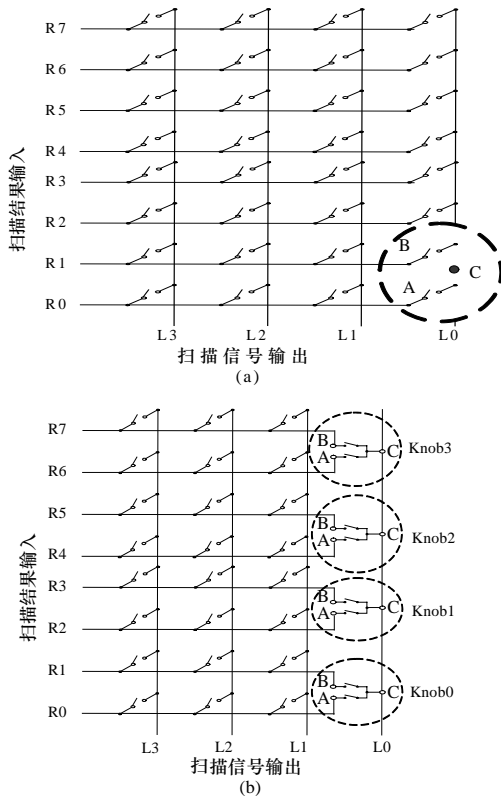 R7
R6
R5
R4
R3
R2
R1
R0
扫描结果输入
B
C
A
L3 L2 L1 L0
扫描信号输出
(a)
R7
R6
R5
R4
R3
R2
R1
R0
扫描结果输入
B
A
C
Knob3
B
A
C
Knob2
B
A
C
Knob1
B
A
C
Knob0
L3 L2 L1 L0
扫描信号输出
(b)